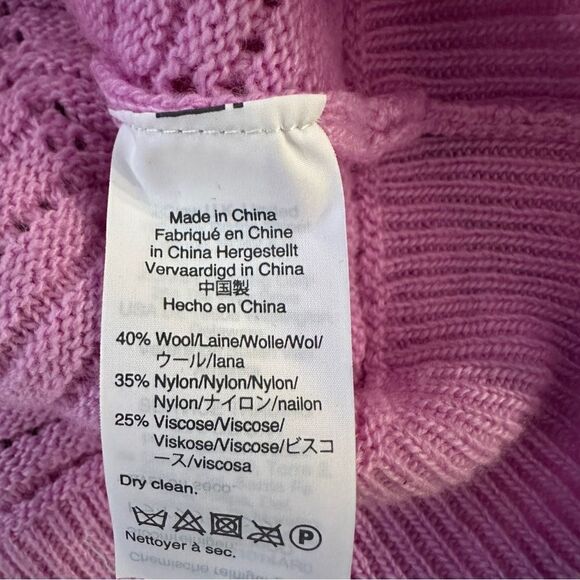 Made in China
Fabriqué en Chine
in China Hergestellt
Vervaardigd in China
中国製
Hecho en China
40% Wool/Laine/Wolle/Wol/
ウール/lana
35% Nylon/Nylon/Nylon/
Nylon/ナイロン/nailon
25% Viscose/Viscose/
Viskose/Viscose/ビスコ
ース/viscosa
Dry clean.
P
Nettoyer à sec.